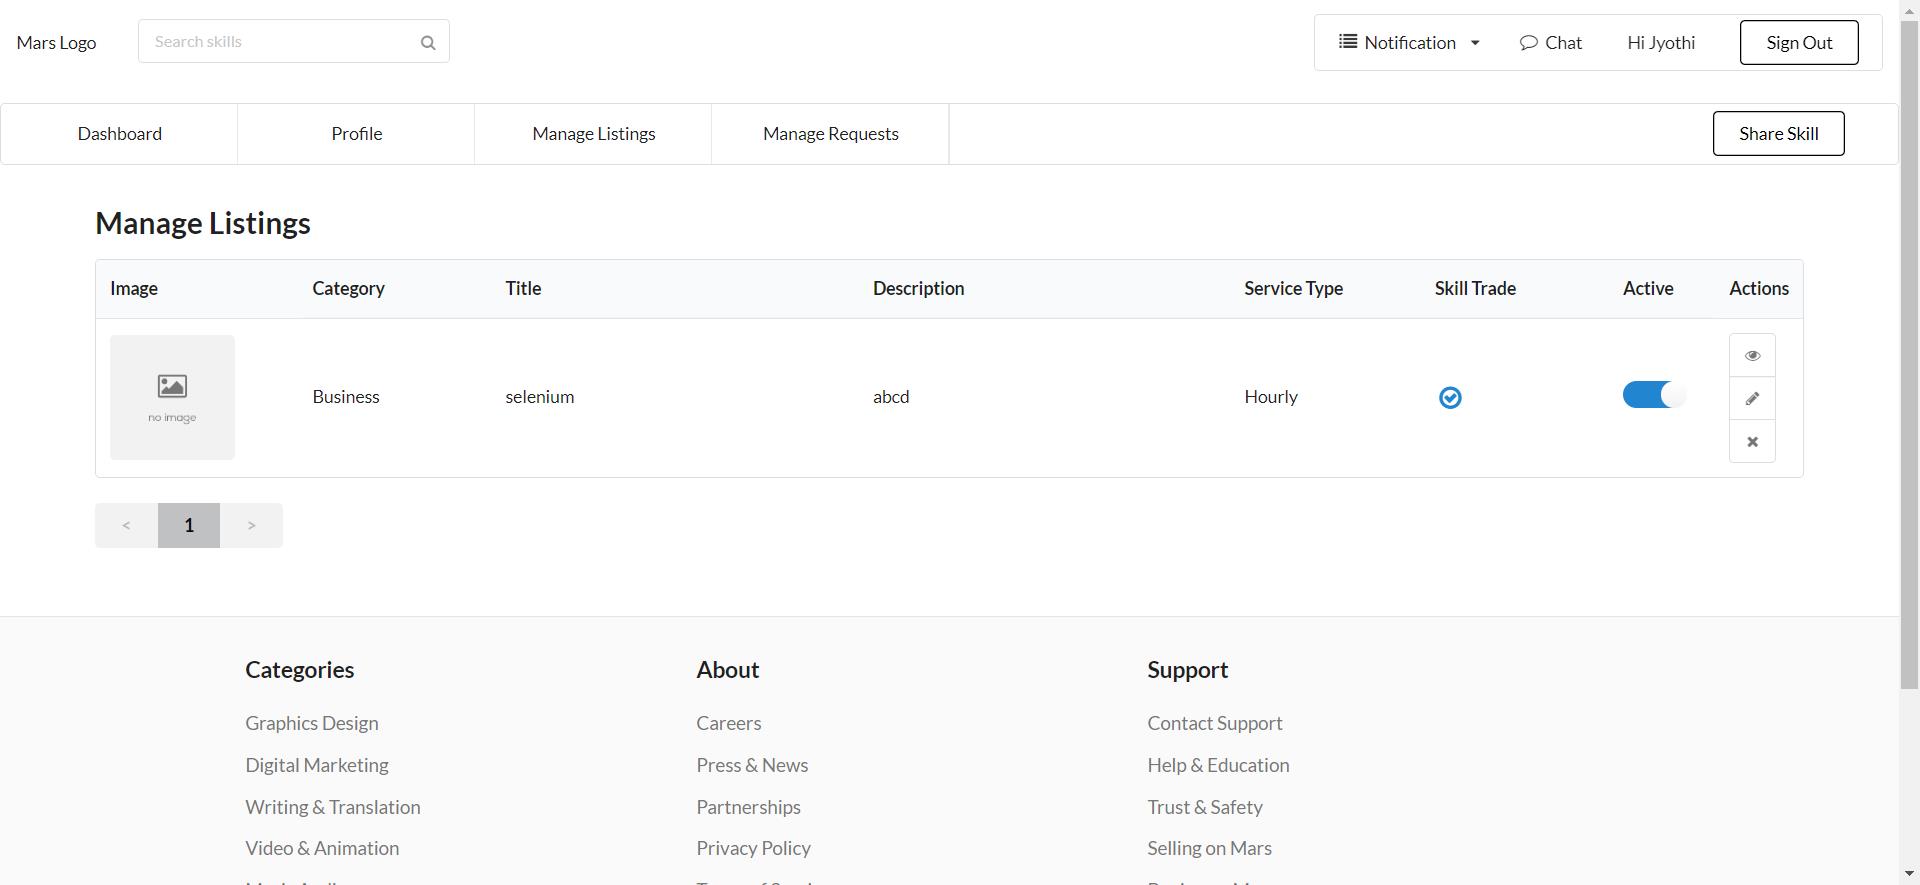 Mars Logo
Search skills
Notification
Chat
Hi Jyothi
Sign Out
Dashboard
Profile
Manage Listings
Manage Requests
Share Skill
Manage Listings
Image Category Title Description Service Type Skill Trade Active Actions
no image
Business selenium abcd Hourly
< 1 >
Categories
Graphics Design
Digital Marketing
Writing & Translation
Video & Animation
About
Careers
Press & News
Partnerships
Privacy Policy
Support
Contact Support
Help & Education
Trust & Safety
Selling on Mars